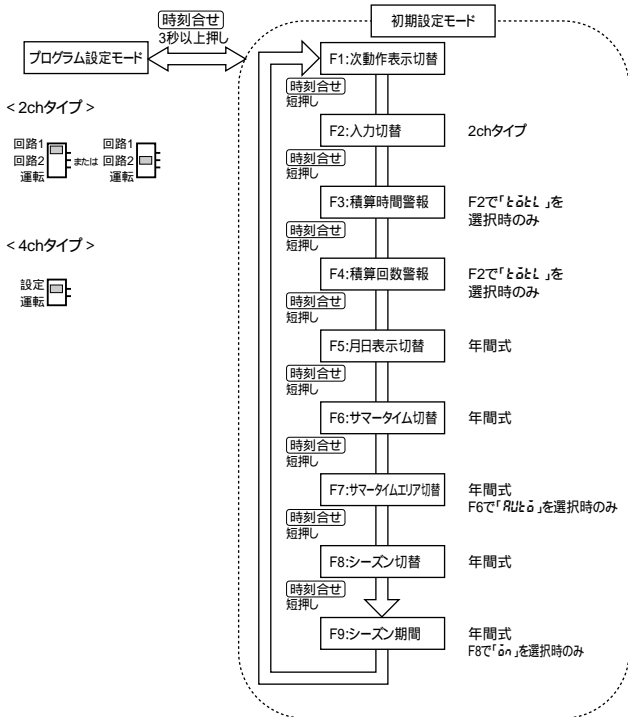 時刻合せ
3秒以上押し
初期設定モード
プログラム設定モード
F1:次動作表示切替
時刻合せ
短押し
<2chタイプ>
回路1
回路2
運転
または
回路1
回路2
運転
F2:入力切替
2chタイプ
時刻合せ
短押し
F3:積算時間警報
F2で「totL」を
選択時のみ
時刻合せ
短押し
<4chタイプ>
設定
運転
F4:積算回数警報
F2で「totL」を
選択時のみ
時刻合せ
短押し
F5:月日表示切替
年間式
時刻合せ
短押し
F6:サマータイム切替
年間式
時刻合せ
短押し
F7:サマータイムエリア切替
年間式
F6で「AUto」を選択時のみ
時刻合せ
短押し
F8:シーズン切替
年間式
時刻合せ
短押し
F9:シーズン期間
年間式
F8で「on」を選択時のみ